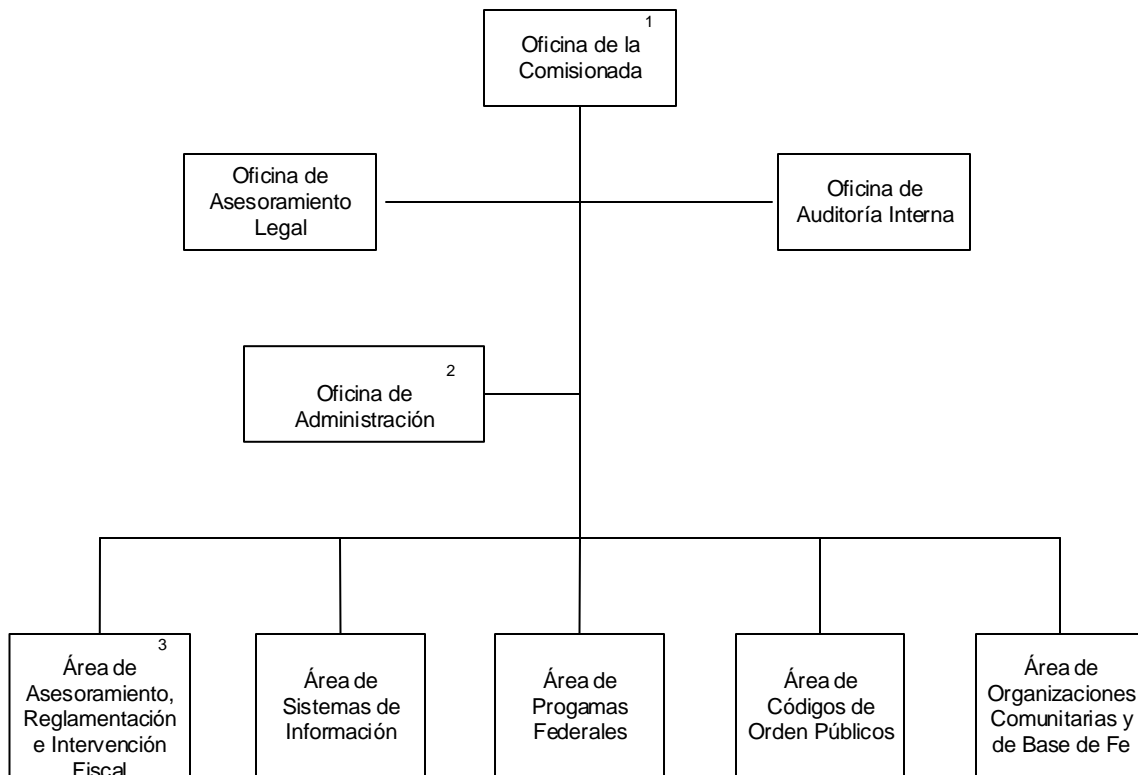 1
Oficina de la
Comisionada
Oficina de
Asesoramiento
Legal
Oficina de
Auditoría Interna
2
Oficina de
Administración
3
Área de
Asesoramiento,
Reglamentación
e Intervención
Fiscal
Área de
Sistemas de
Información
Área de
Progamas
Federales
Área de
Códigos de
Orden Públicos
Área de
Organizaciones
Comunitarias y
de Base de Fe